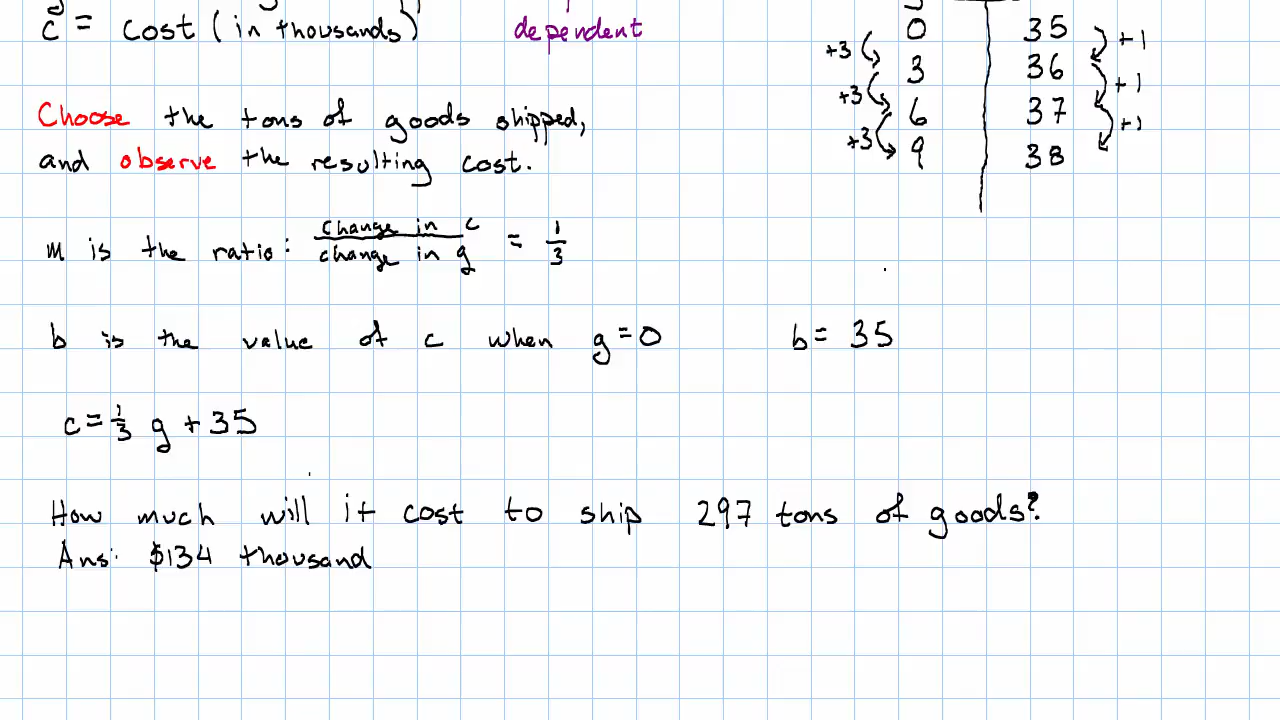 c = cost (in thousands)
dependent
0 35
+3 +1
3 36
+3 +1
6 37
+3 +1
9 38
Choose the tons of goods shipped,
and observe the resulting cost.
m is the ratio: change in c / change in g = 1/3
b is the value of c when g = 0 b = 35
c = 1/3 g + 35
How much will it cost to ship 297 tons of goods?
Ans: $134 thousand